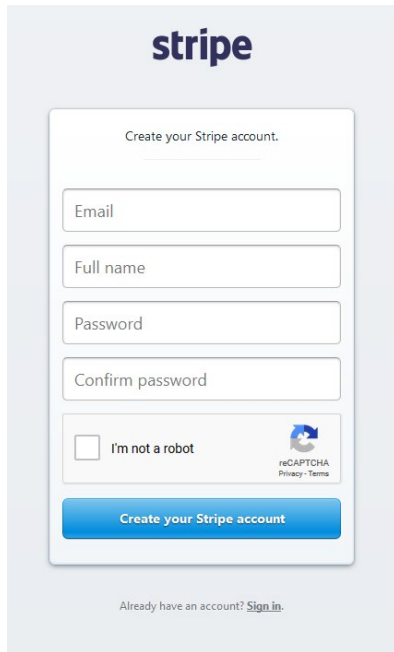 stripe
Create your Stripe account.
Email
Full name
Password
Confirm password
I'm not a robot
reCAPTCHA
Privacy - Terms
Create your Stripe account
Already have an account? Sign in.